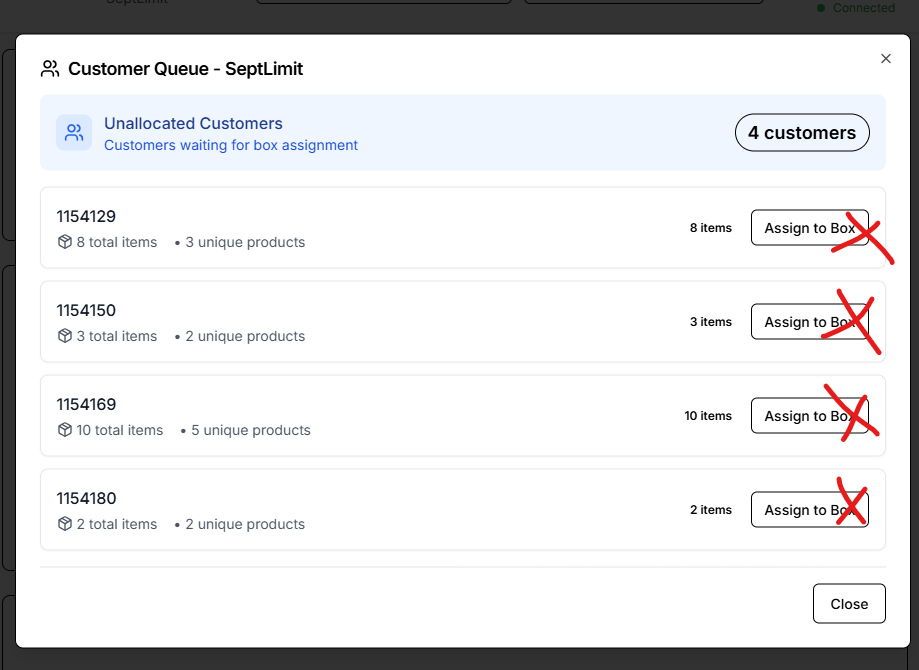 Connected
Customer Queue - SeptLimit
Unallocated Customers
Customers waiting for box assignment
4 customers
1154129
8 total items • 3 unique products
8 items
Assign to Box
1154150
3 total items • 2 unique products
3 items
Assign to Box
1154169
10 total items • 5 unique products
10 items
Assign to Box
1154180
2 total items • 2 unique products
2 items
Assign to Box
Close